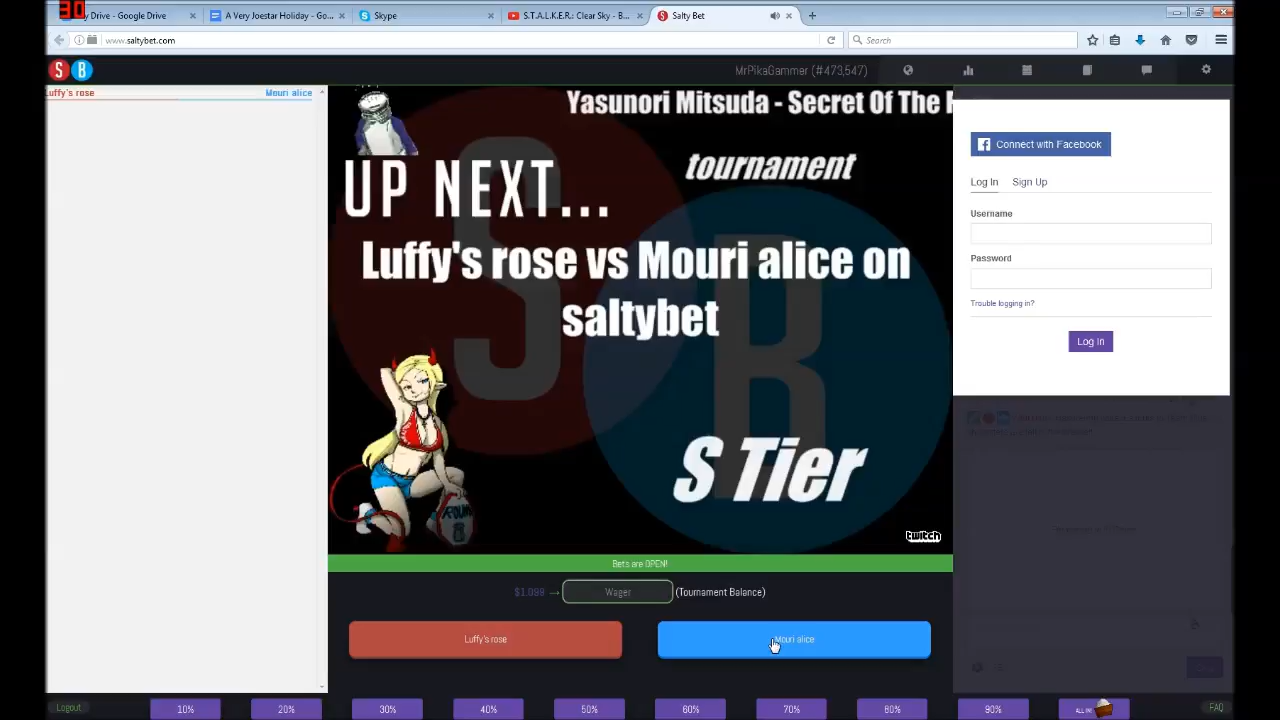 30
y Drive - Google Drive
A Very Joestar Holiday - Go...
Skype
S.T.A.L.K.E.R.: Clear Sky - B...
Salty Bet
www.saltybet.com
Search
S
B
MrPikaGammer (#473,547)
Luffy's rose
Mouri alice
Yasunori Mitsuda - Secret Of The
tournament
UP NEXT...
Luffy's rose vs Mouri alice on
saltybet
S
B
S Tier
twitch
Connect with Facebook
Log In
Sign Up
Username
Password
Trouble logging in?
Log In
Bets are OPEN!
$1,099 →
Wager
(Tournament Balance)
Luffy's rose
Mouri alice
Logout
10%
20%
30%
40%
50%
60%
70%
80%
90%
ALL IN!
FAQ